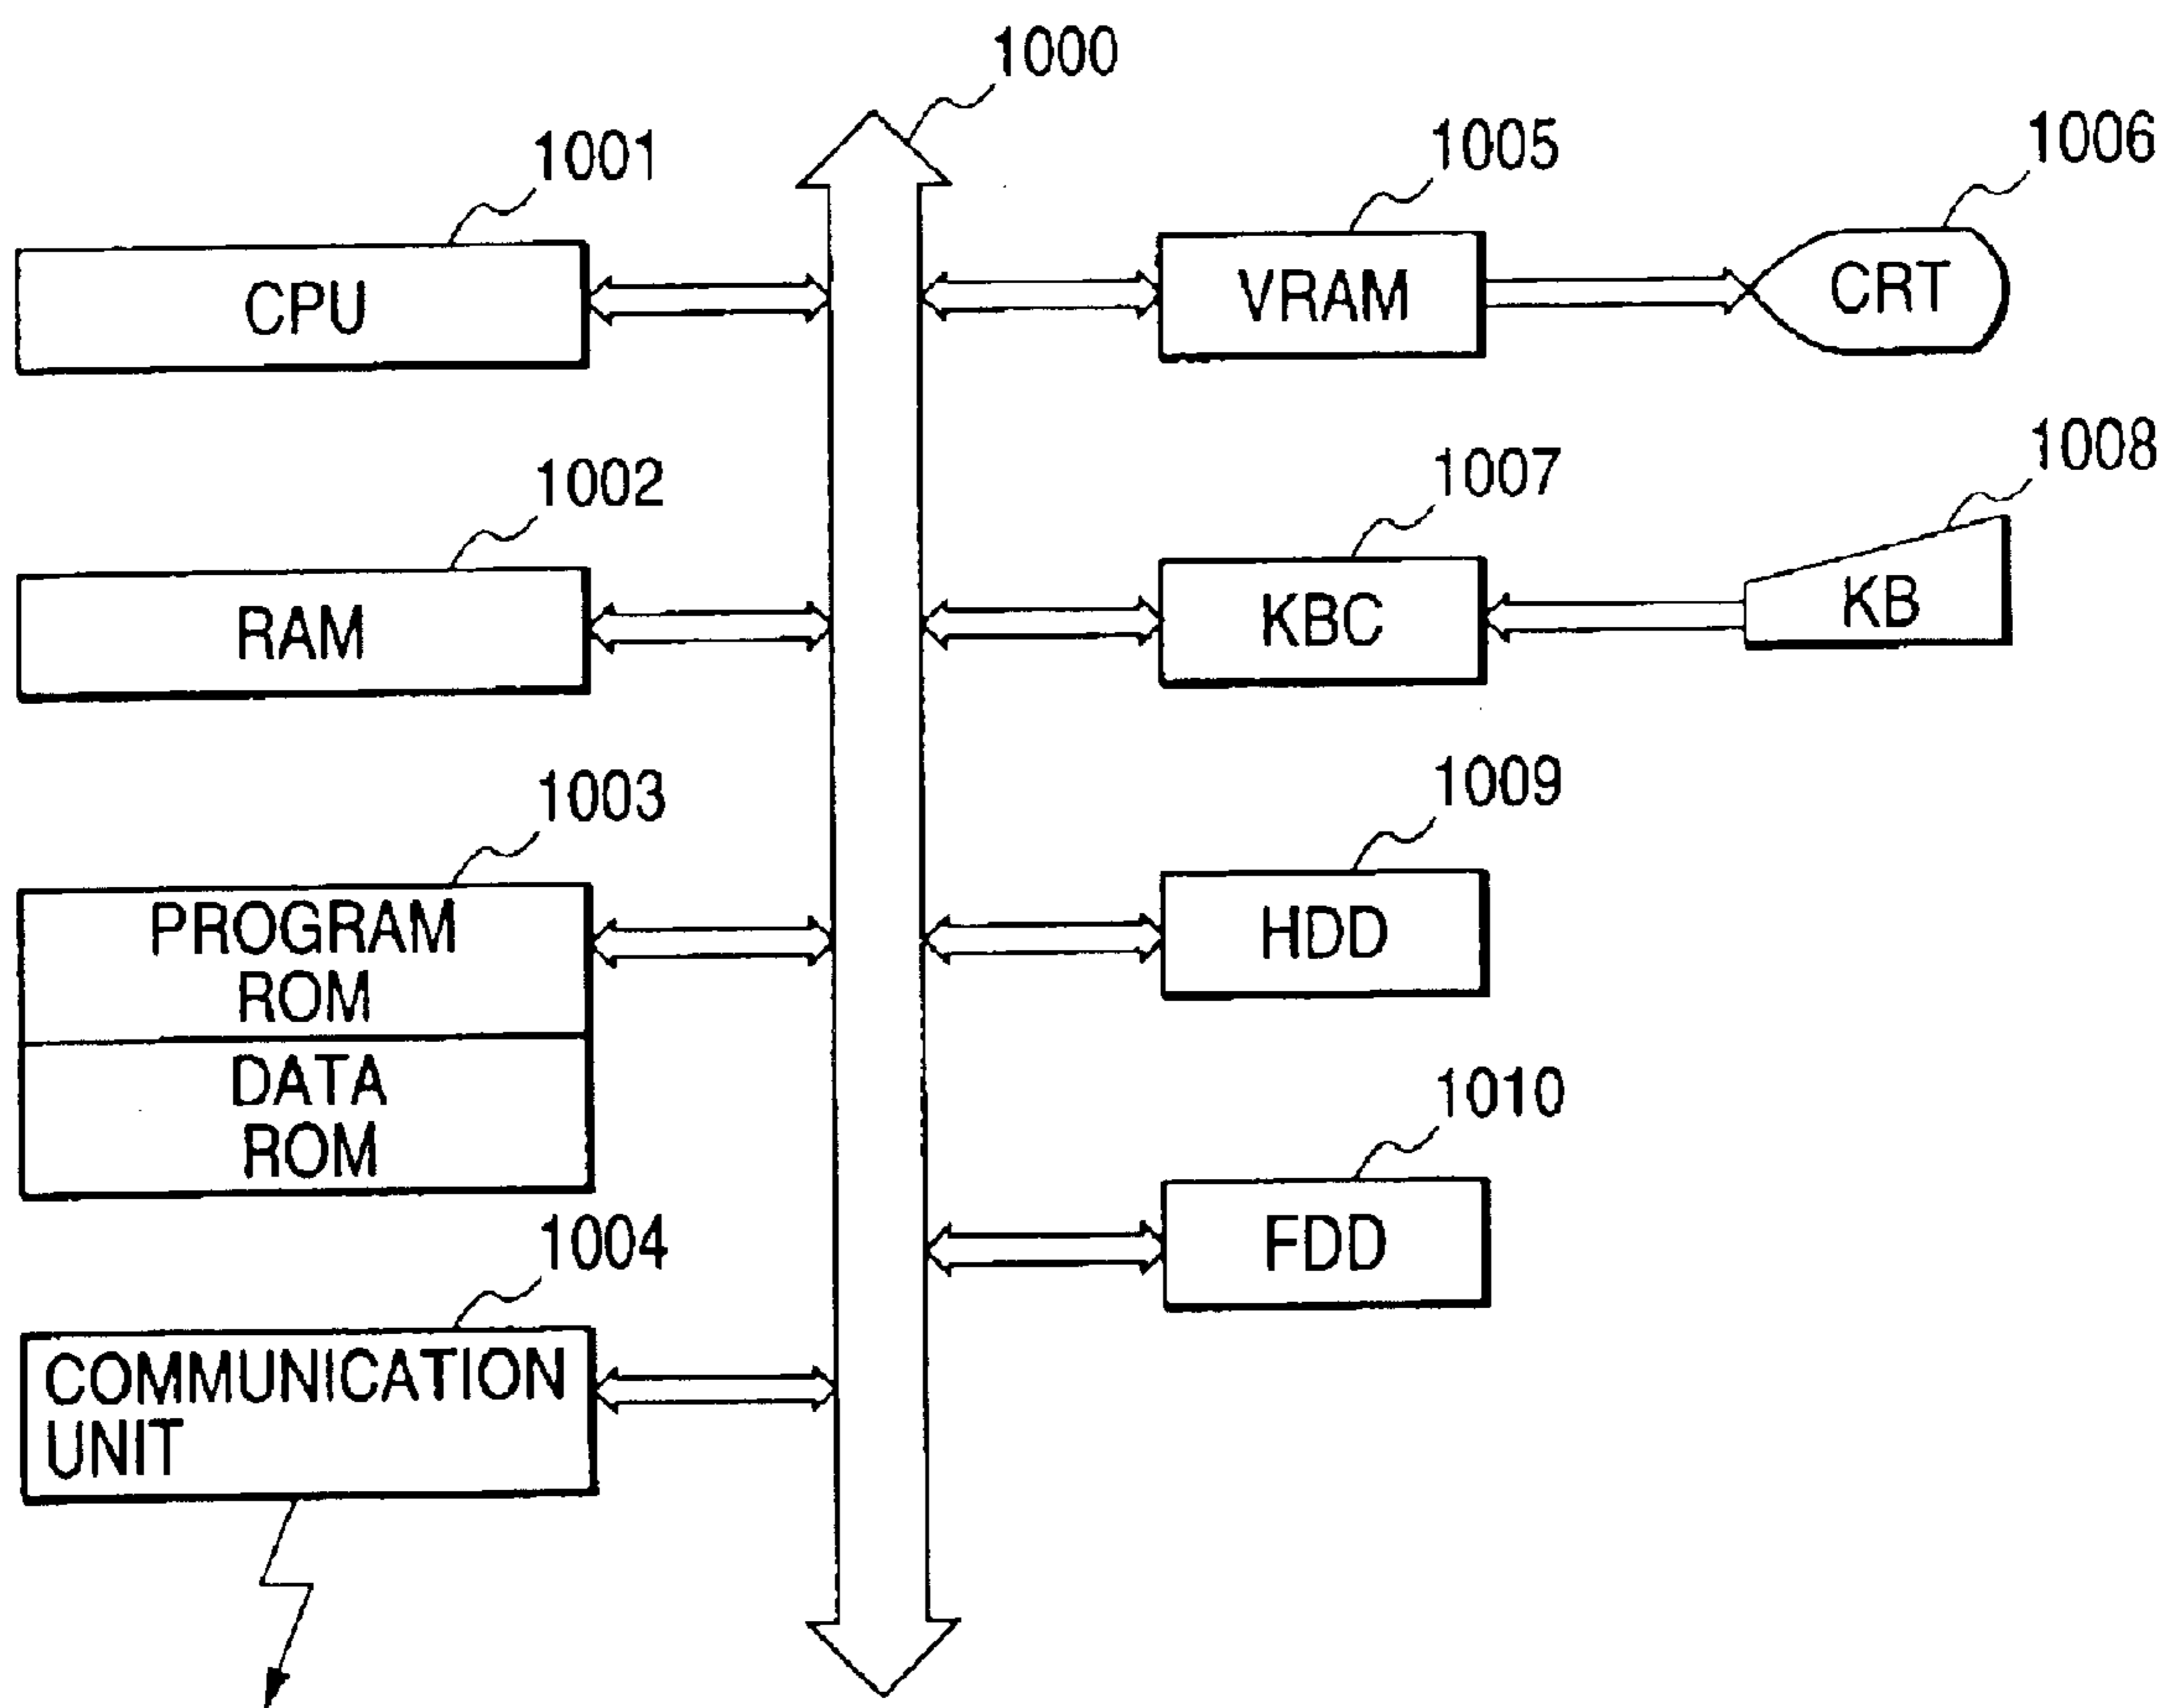 1000
1001
CPU
1005
VRAM
1006
CRT
1002
RAM
1007
KBC
1008
KB
1003
PROGRAM
ROM
DATA
ROM
1009
HDD
1010
FDD
1004
COMMUNICATION
UNIT